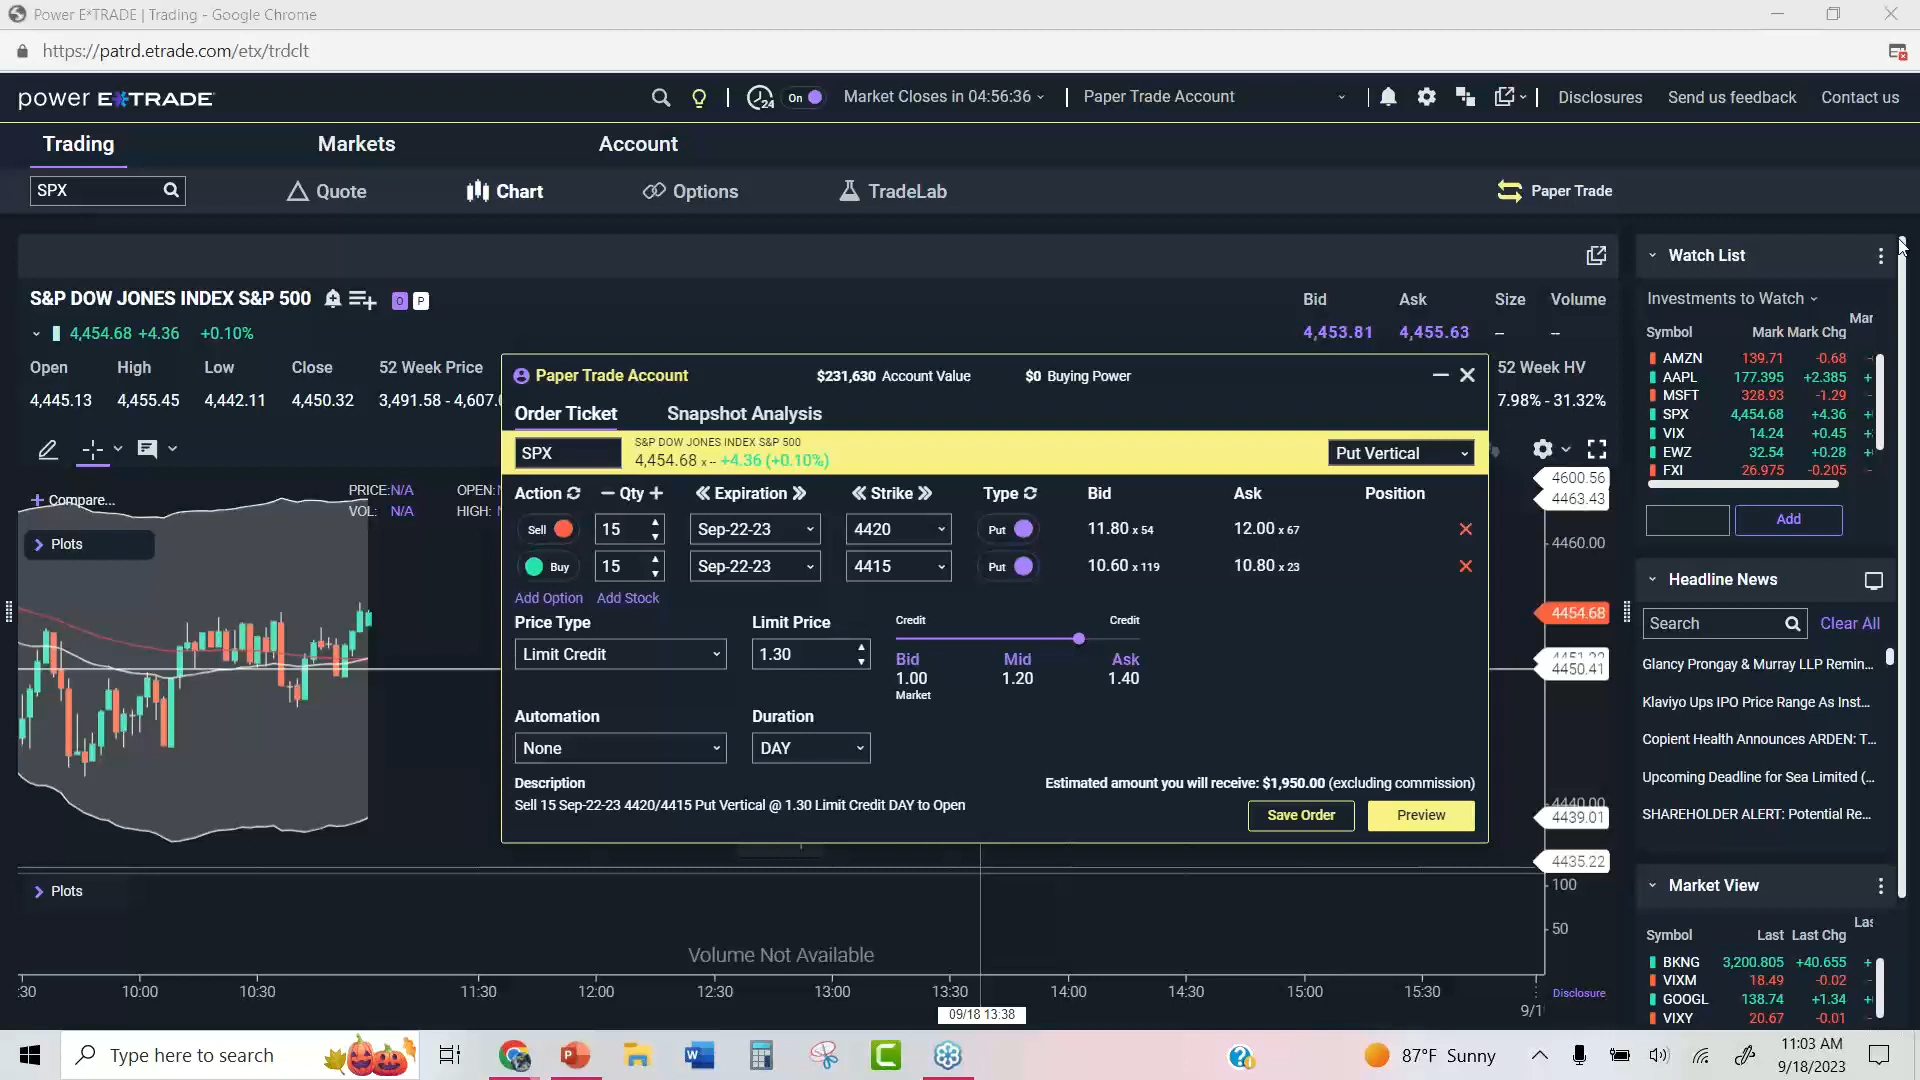 Power E*TRADE | Trading - Google Chrome
https://patrd.etrade.com/etx/trdclt
power E*TRADE
24
On
Market Closes in 04:56:36
Paper Trade Account
Disclosures
Send us feedback
Contact us
Trading
Markets
Account
SPX
Quote
Chart
Options
TradeLab
Paper Trade
S&P DOW JONES INDEX S&P 500
O
P
4,454.68 +4.36 +0.10%
Bid Ask Size Volume
4,453.81 4,455.63 -- --
Open High Low Close 52 Week Price
4,445.13 4,455.45 4,442.11 4,450.32 3,491.58 - 4,607.0
52 Week HV
7.98% - 31.32%
Compare...
PRICE:N/A OPEN:
VOL: N/A HIGH:
Plots
Paper Trade Account
$231,630 Account Value
$0 Buying Power
Order Ticket
Snapshot Analysis
SPX
S&P DOW JONES INDEX S&P 500
4,454.68 x -- +4.36 (+0.10%)
Put Vertical
Action Qty Expiration Strike Type Bid Ask Position
Sell 15 Sep-22-23 4420 Put 11.80 x 54 12.00 x 67
Buy 15 Sep-22-23 4415 Put 10.60 x 119 10.80 x 23
Add Option Add Stock
Price Type Limit Price
Limit Credit 1.30
Credit Credit
Bid Mid Ask
1.00 1.20 1.40
Market
Automation Duration
None DAY
Description
Sell 15 Sep-22-23 4420/4415 Put Vertical @ 1.30 Limit Credit DAY to Open
Estimated amount you will receive: $1,950.00 (excluding commission)
Save Order
Preview
4600.56
4463.43
4460.00
4454.68
4450.41
4440.00
4439.01
4435.22
100
50
Plots
Volume Not Available
:30 10:00 10:30 11:30 12:00 12:30 13:00 13:30 14:00 14:30 15:00 15:30
Disclosure
09/18 13:38
9/1
Watch List
Investments to Watch
Mar
Symbol Mark Mark Chg
AMZN 139.71 -0.68 -
AAPL 177.395 +2.385 +
MSFT 328.93 -1.29 -
SPX 4,454.68 +4.36 +
VIX 14.24 +0.45 +
EWZ 32.54 +0.28 +
FXI 26.975 -0.205 -
Add
Headline News
Search
Clear All
Glancy Prongay & Murray LLP Remin...
Klaviyo Ups IPO Price Range As Inst...
Copient Health Announces ARDEN: T...
Upcoming Deadline for Sea Limited (...
SHAREHOLDER ALERT: Potential Re...
Market View
Las
Symbol Last Last Chg
BKNG 3,200.805 +40.655 +
VIXM 18.49 -0.02 -
GOOGL 138.74 +1.34 +
VIXY 20.67 -0.01 -
Type here to search
87°F Sunny
11:03 AM
9/18/2023